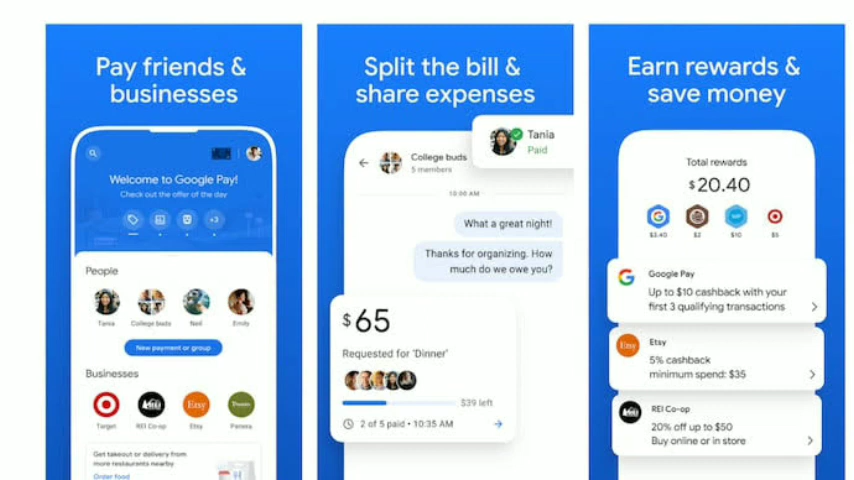 Pay friends &
businesses
Welcome to Google Pay!
Check out the offer of the day
+3
People
Tania
College buds
Neil
Emily
New payment or group
Businesses
Target
REI Co-op
Etsy
Etsy
Panera
Get takeout or delivery from
more restaurants nearby
Order food
Split the bill &
share expenses
Tania
Paid
College buds
5 members
10:00 AM
What a great night!
Thanks for organizing. How
much do we owe you?
$65
Requested for 'Dinner'
$39 left
2 of 5 paid • 10:35 AM
Earn rewards &
save money
Total rewards
$20.40
$3.40
$2
$10
$5
Google Pay
Up to $10 cashback with your
first 3 qualifying transactions
Etsy
Etsy
5% cashback
minimum spend: $35
REI Co-op
20% off up to $50
Buy online or in store